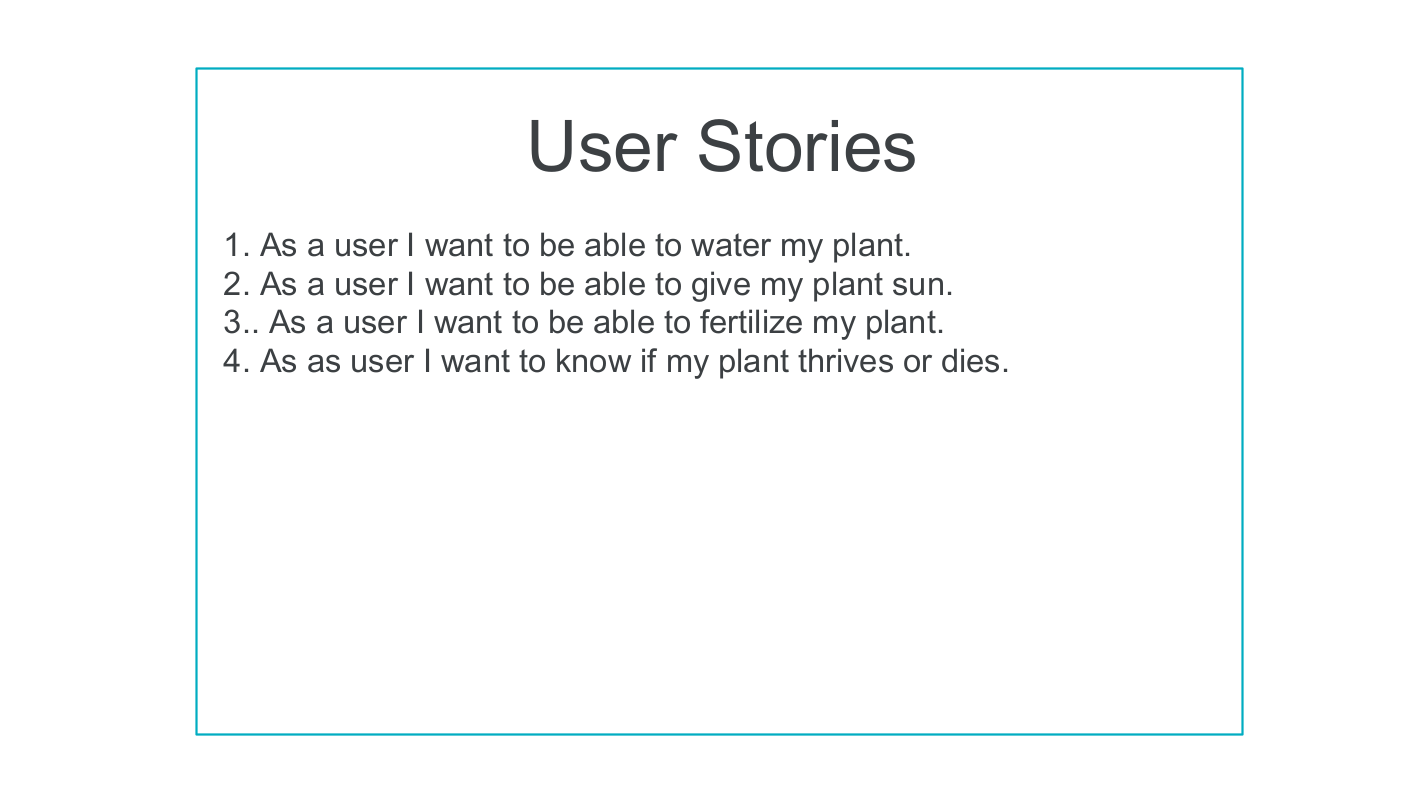 User Stories
1. As a user I want to be able to water my plant.
2. As a user I want to be able to give my plant sun.
3.. As a user I want to be able to fertilize my plant.
4. As as user I want to know if my plant thrives or dies.